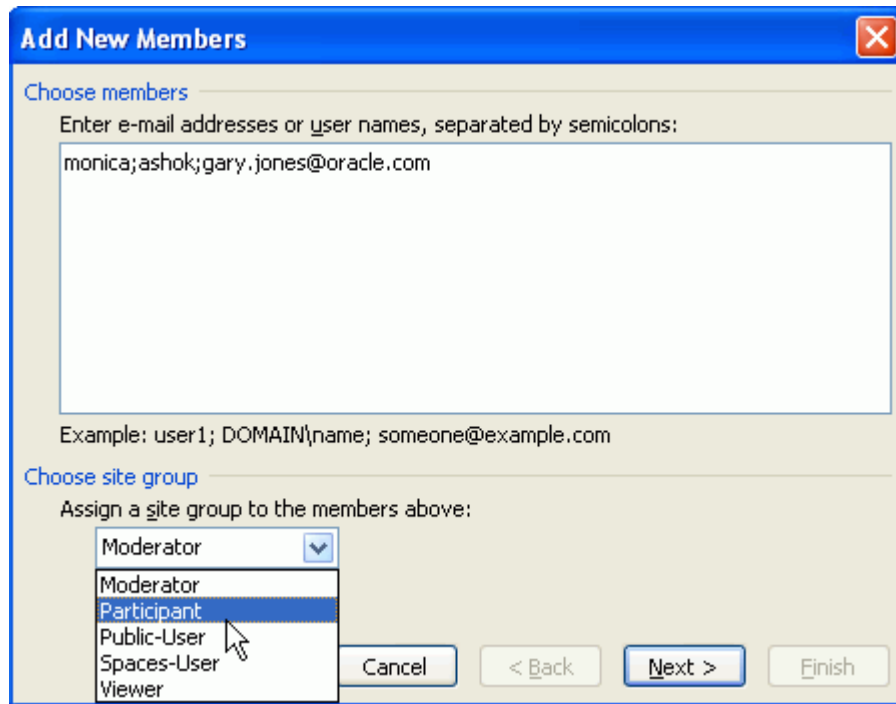 Add New Members
Choose members
Enter e-mail addresses or user names, separated by semicolons:
monica;ashok;gary.jones@oracle.com
Example: user1; DOMAIN\name; someone@example.com
Choose site group
Assign a site group to the members above:
Moderator
Moderator
Participant
Public-User
Spaces-User
Viewer
Cancel
< Back
Next >
Finish